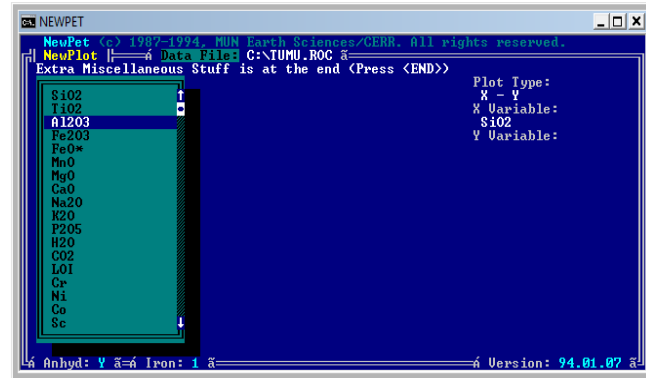 NEWPET
NewPet (c) 1987-1994, MUN Earth Sciences/CERR. All rights reserved.
NewPlot á Data File: C:\TUMU.ROC ã
Extra Miscellaneous Stuff is at the end (Press <END>)
Plot Type:
X - Y
X Variable:
SiO2
Y Variable:
SiO2
TiO2
Al2O3
Fe2O3
FeO*
MnO
MgO
CaO
Na2O
K2O
P2O5
H2O
CO2
LOI
Cr
Ni
Co
Sc
á Anhyd: Y ã á Iron: 1 ã á Version: 94.01.07 ã